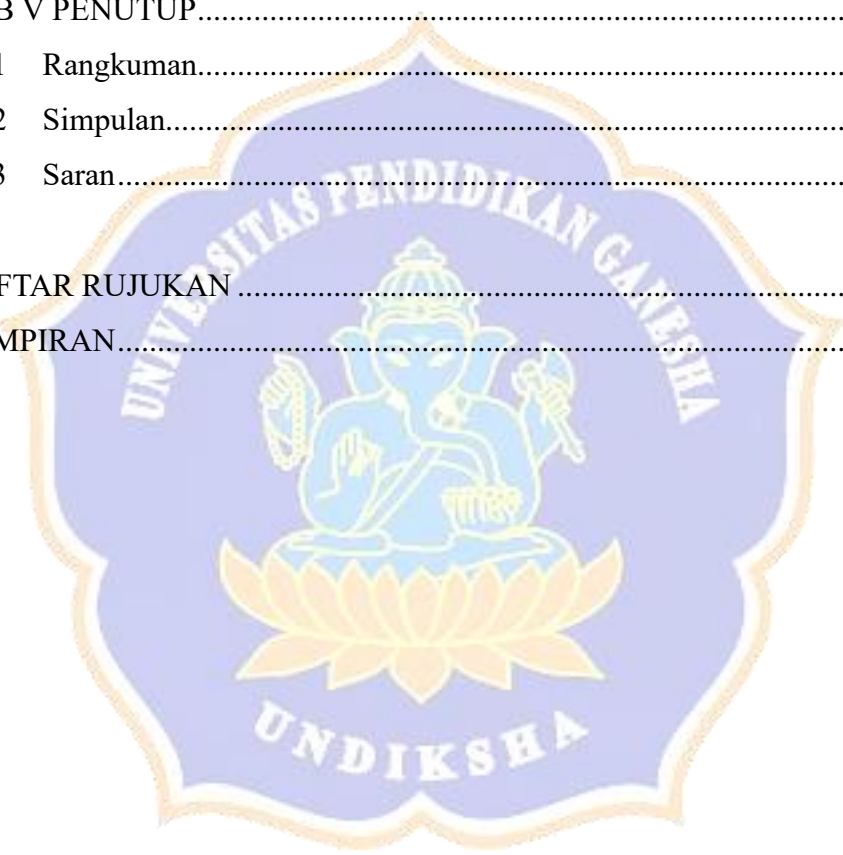 B V PENUTUP
1 Rangkuman
2 Simpulan
3 Saran
UNIVERSITAS PENDIDIKAN GANESHA
FTAR RUJUKAN
MPIRAN
UNDIKSHA